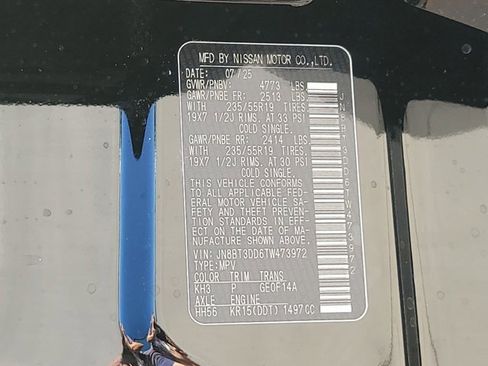 MFD BY NISSAN MOTOR CO.,LTD.
DATE: 07/25
GVWR/PNBV: 4773 LBS
GAWR/PNBE FR: 2513 LBS
WITH 235/55R19 TIRES
19X7 1/2J RIMS, AT 33 PSI
COLD SINGLE.
GAWR/PNBE RR: 2414 LBS
WITH 235/55R19 TIRES
19X7 1/2J RIMS, AT 30 PSI
COLD SINGLE.
THIS VEHICLE CONFORMS
TO ALL APPLICABLE FED-
ERAL MOTOR VEHICLE SA-
FETY AND THEFT PREVEN-
TION STANDARDS IN EFFECT
ON THE DATE OF MA-
NUFACTURE SHOWN ABOVE.
VIN: JN8BT3DD6TW473972
TYPE: MPV
COLOR TRIM TRANS
KH3 P GE0F14A
AXLE ENGINE
HH56 KR15(DDT) 1497CC
JN8BT3DD6TW473972